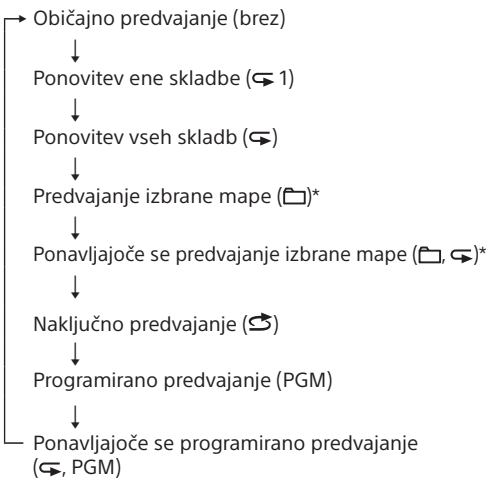 Običajno predvajanje (brez)
Ponovitev ene skladbe (1)
Ponovitev vseh skladb ()
Predvajanje izbrane mape ()*
Ponavljajoče se predvajanje izbrane mape (, )*
Naključno predvajanje ()
Programirano predvajanje (PGM)
Ponavljajoče se programirano predvajanje
(, PGM)